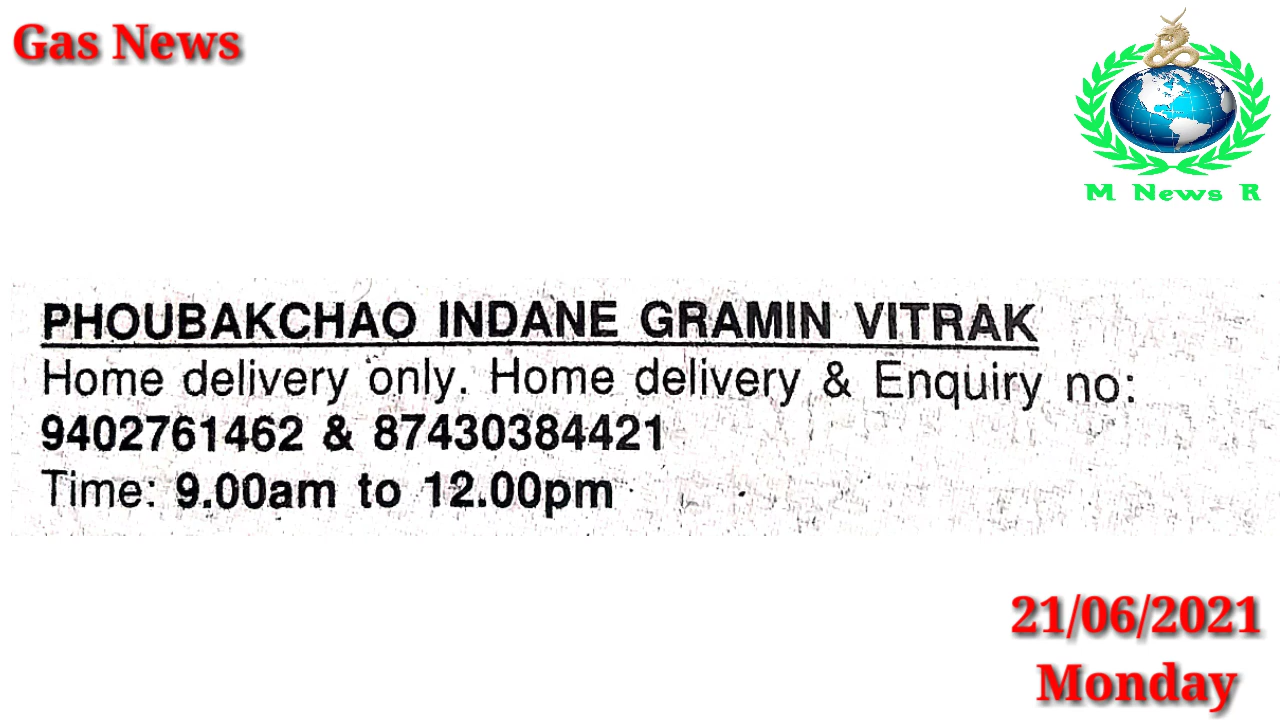 Gas News
M News R
PHOUBAKCHAO INDANE GRAMIN VITRAK
Home delivery only. Home delivery & Enquiry no:
9402761462 & 87430384421
Time: 9.00am to 12.00pm
21/06/2021
Monday